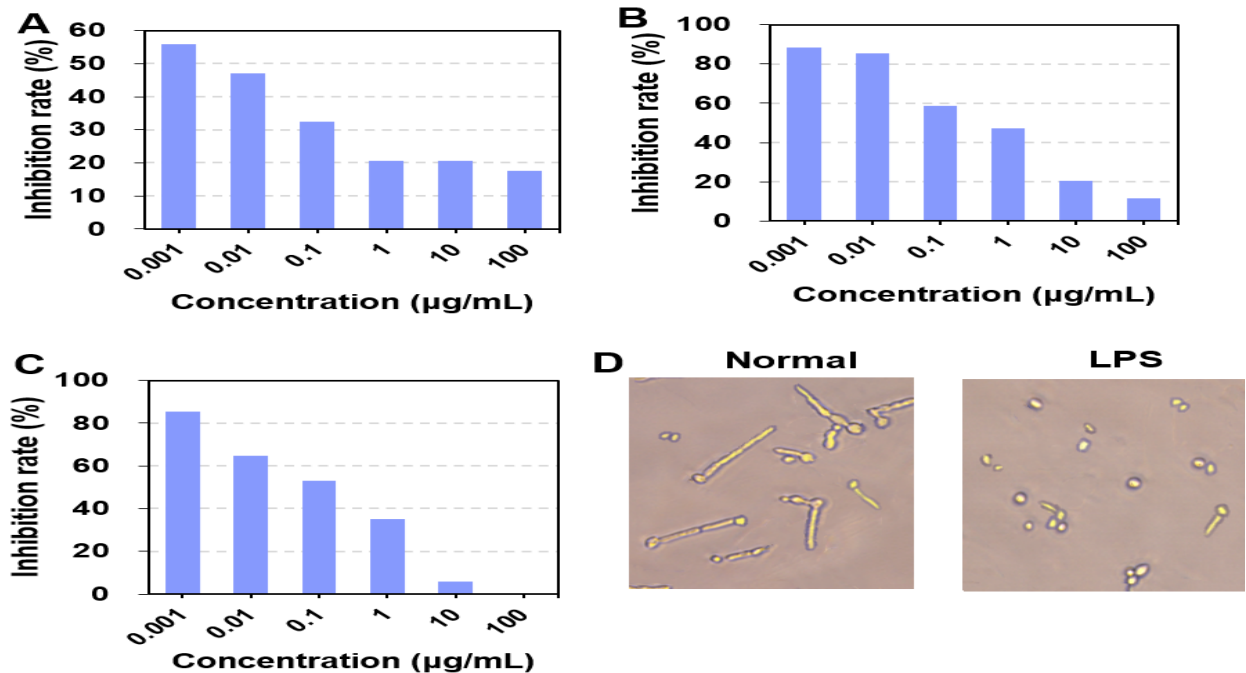 A
Inhibition rate (%)
60
50
40
30
20
10
0
0.001 0.01 0.1 1 10 100
Concentration (µg/mL)
B
Inhibition rate (%)
100
80
60
40
20
0
0.001 0.01 0.1 1 10 100
Concentration (µg/mL)
C
Inhibition rate (%)
100
80
60
40
20
0
0.001 0.01 0.1 1 10 100
Concentration (µg/mL)
D
Normal LPS